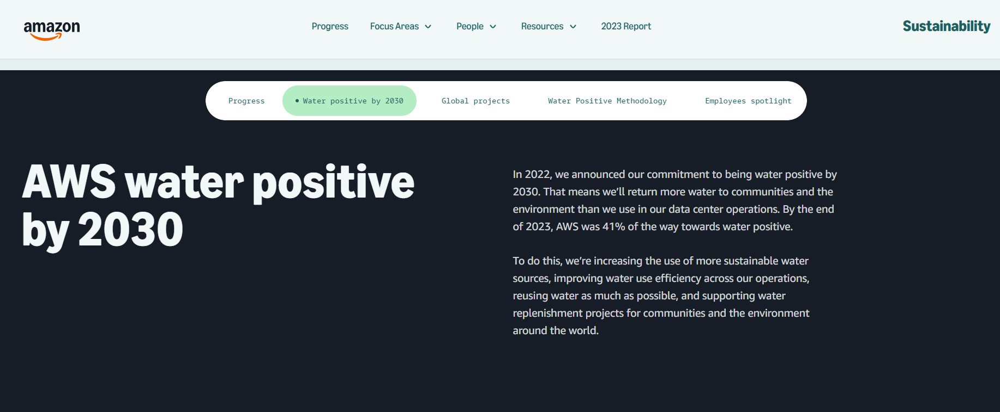 amazon
Progress
Focus Areas
People
Resources
2023 Report
Sustainability
Progress
• Water positive by 2030
Global projects
Water Positive Methodology
Employees spotlight
AWS water positive
by 2030
In 2022, we announced our commitment to being water positive by
2030. That means we’ll return more water to communities and the
environment than we use in our data center operations. By the end
of 2023, AWS was 41% of the way towards water positive.
To do this, we’re increasing the use of more sustainable water
sources, improving water use efficiency across our operations,
reusing water as much as possible, and supporting water
replenishment projects for communities and the environment
around the world.